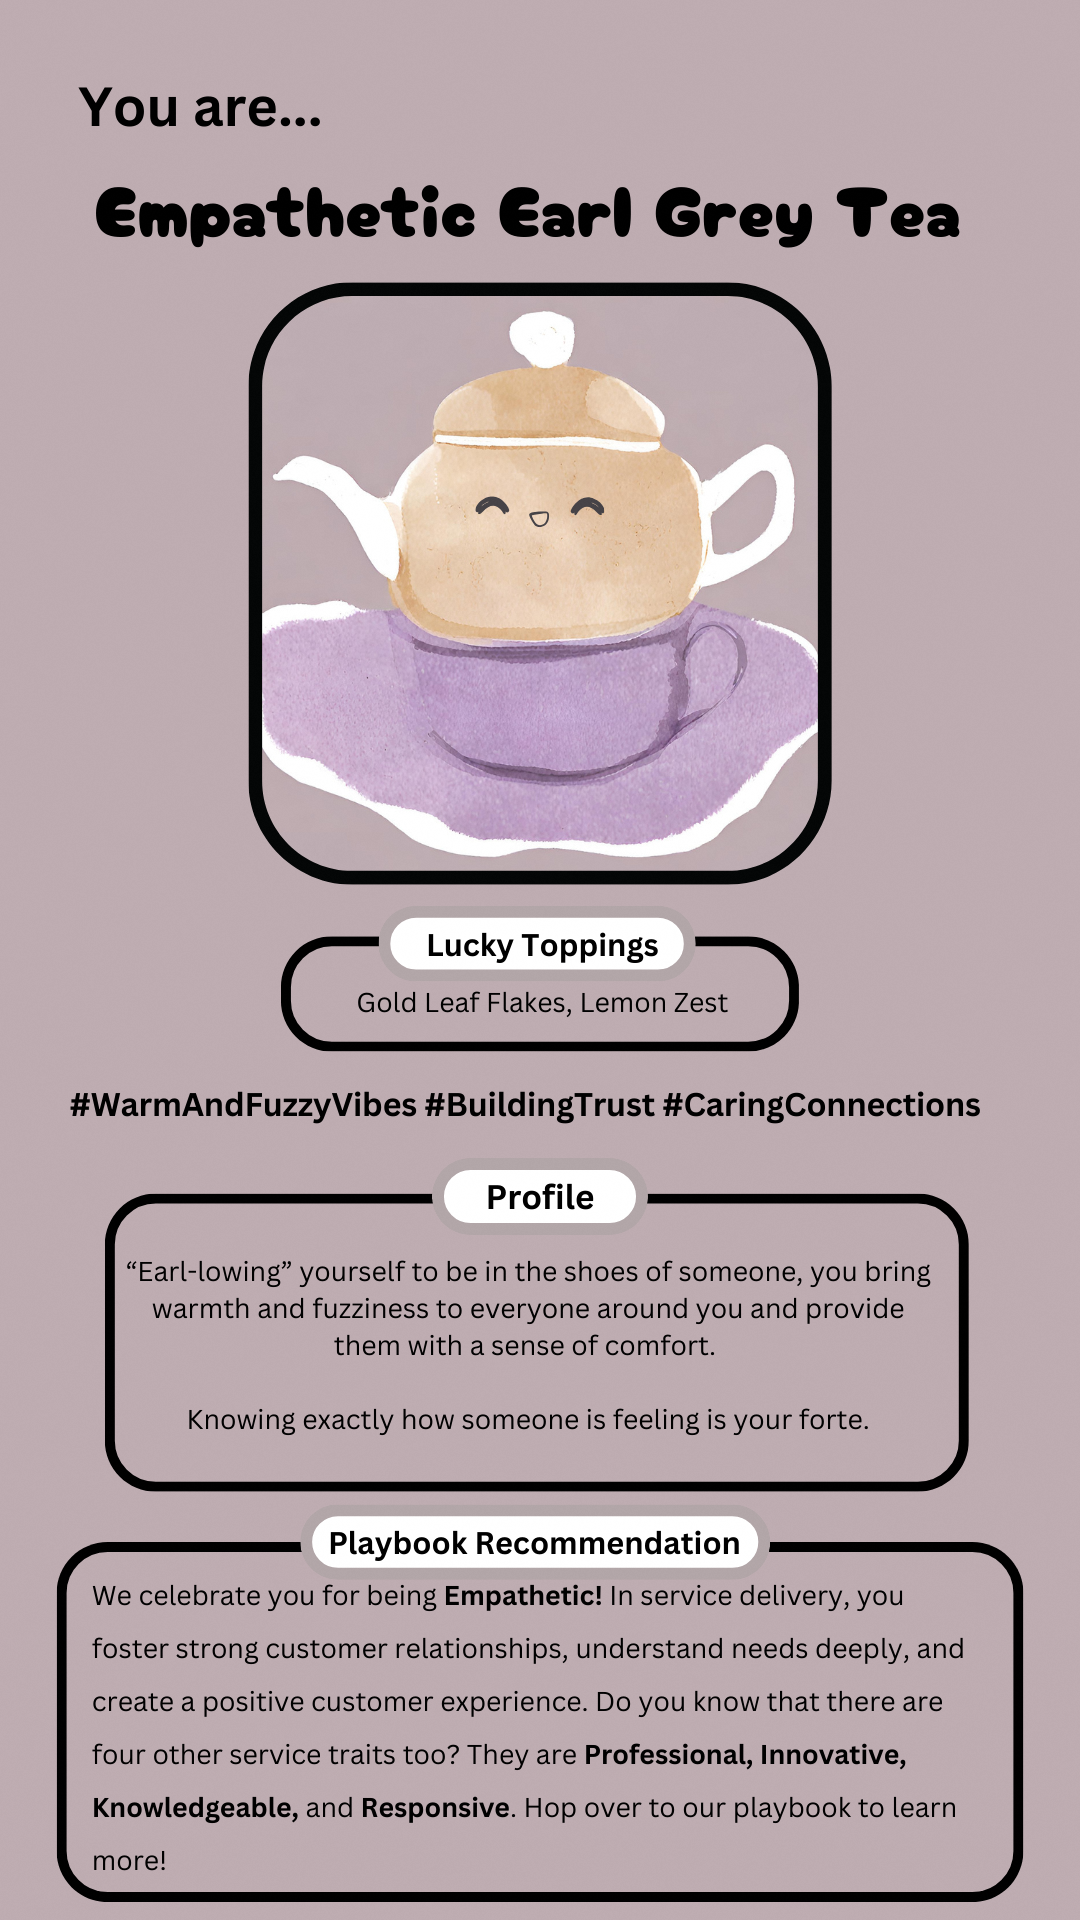 You are...
Empathetic Earl Grey Tea
Lucky Toppings
Gold Leaf Flakes, Lemon Zest
#WarmAndFuzzyVibes #BuildingTrust #CaringConnections
Profile
“Earl-lowing” yourself to be in the shoes of someone, you bring
warmth and fuzziness to everyone around you and provide
them with a sense of comfort.
Knowing exactly how someone is feeling is your forte.
Playbook Recommendation
We celebrate you for being Empathetic! In service delivery, you
foster strong customer relationships, understand needs deeply, and
create a positive customer experience. Do you know that there are
four other service traits too? They are Professional, Innovative,
Knowledgeable, and Responsive. Hop over to our playbook to learn
more!